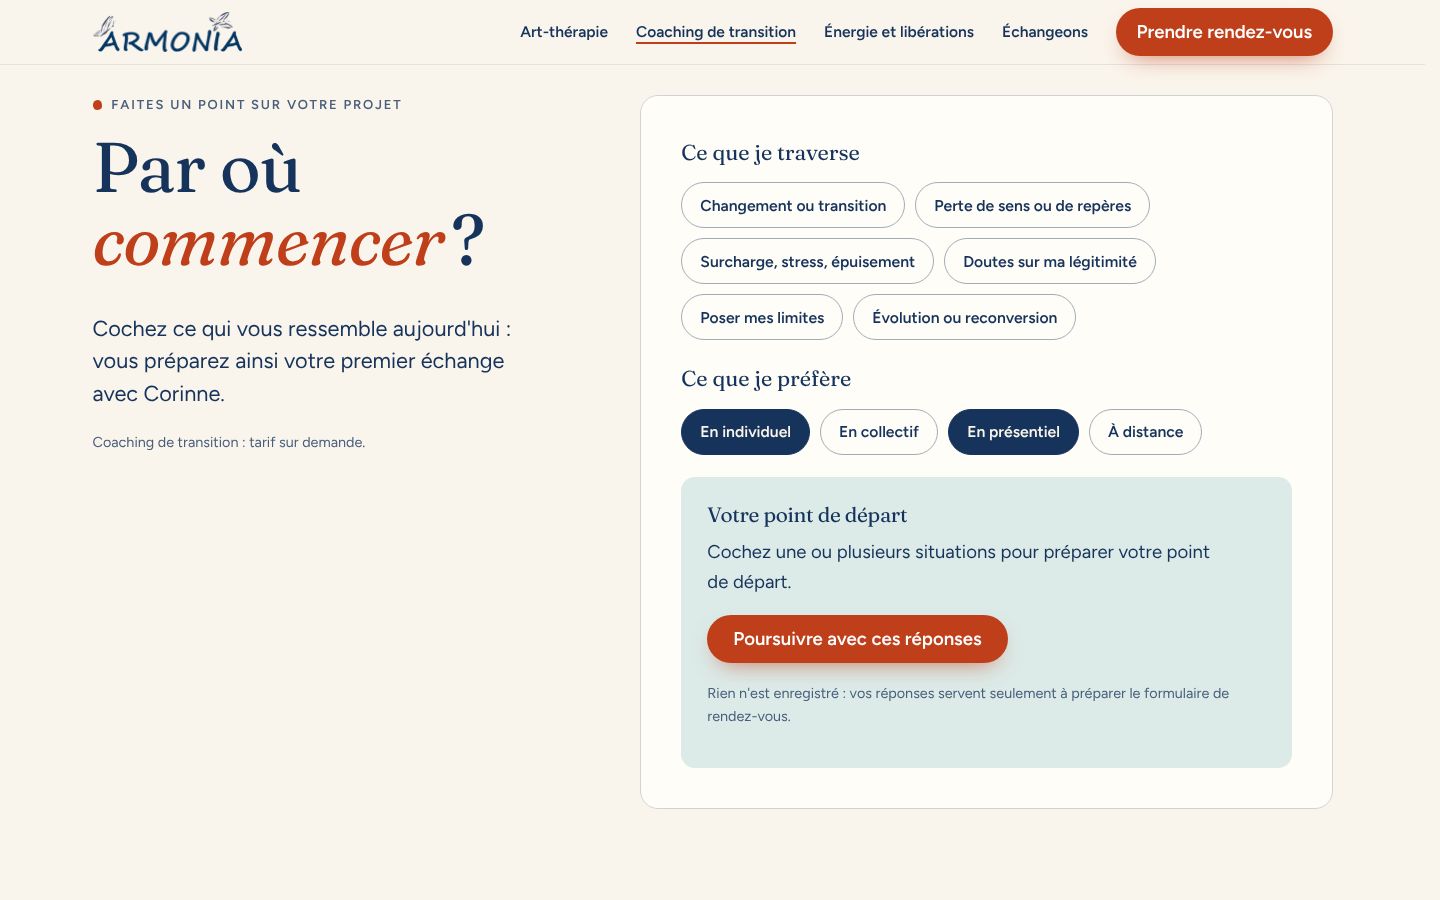 ARMONIA
Art-thérapie
Coaching de transition
Énergie et libérations
Échangeons
Prendre rendez-vous
FAITES UN POINT SUR VOTRE PROJET
Par où
commencer ?
Cochez ce qui vous ressemble aujourd'hui :
vous préparez ainsi votre premier échange
avec Corinne.
Coaching de transition : tarif sur demande.
Ce que je traverse
Changement ou transition
Perte de sens ou de repères
Surcharge, stress, épuisement
Doutes sur ma légitimité
Poser mes limites
Évolution ou reconversion
Ce que je préfère
En individuel
En collectif
En présentiel
À distance
Votre point de départ
Cochez une ou plusieurs situations pour préparer votre point
de départ.
Poursuivre avec ces réponses
Rien n'est enregistré : vos réponses servent seulement à préparer le formulaire de
rendez-vous.